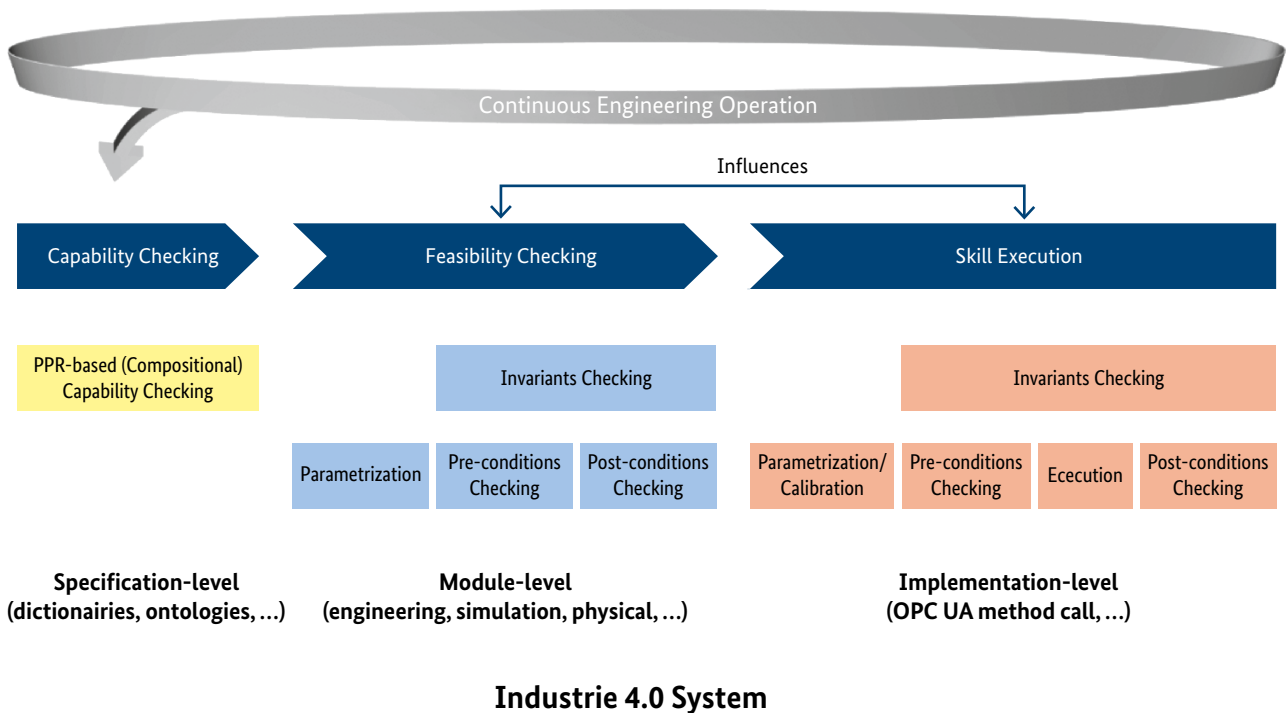 Continuous Engineering Operation
Influences
Capability Checking
Feasibility Checking
Skill Execution
PPR-based (Compositional)
Capability Checking
Invariants Checking
Invariants Checking
Parametrization
Pre-conditions
Checking
Post-conditions
Checking
Parametrization/
Calibration
Pre-conditions
Checking
Ececution
Post-conditions
Checking
Specification-level
(dictionairies, ontologies, …)
Module-level
(engineering, simulation, physical, …)
Implementation-level
(OPC UA method call, …)
Industrie 4.0 System